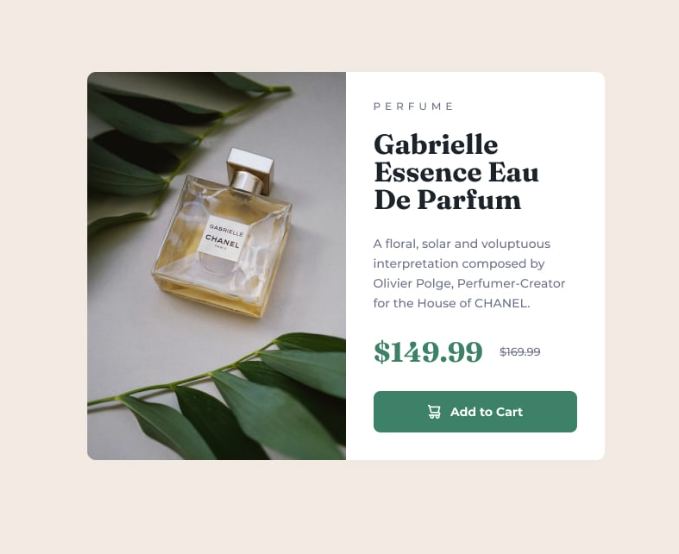 GABRIELLE
CHANEL
PARIS
PERFUME
Gabrielle
Essence Eau
De Parfum
A floral, solar and voluptuous
interpretation composed by
Olivier Polge, Perfumer-Creator
for the House of CHANEL.
$149.99 $169.99
Add to Cart